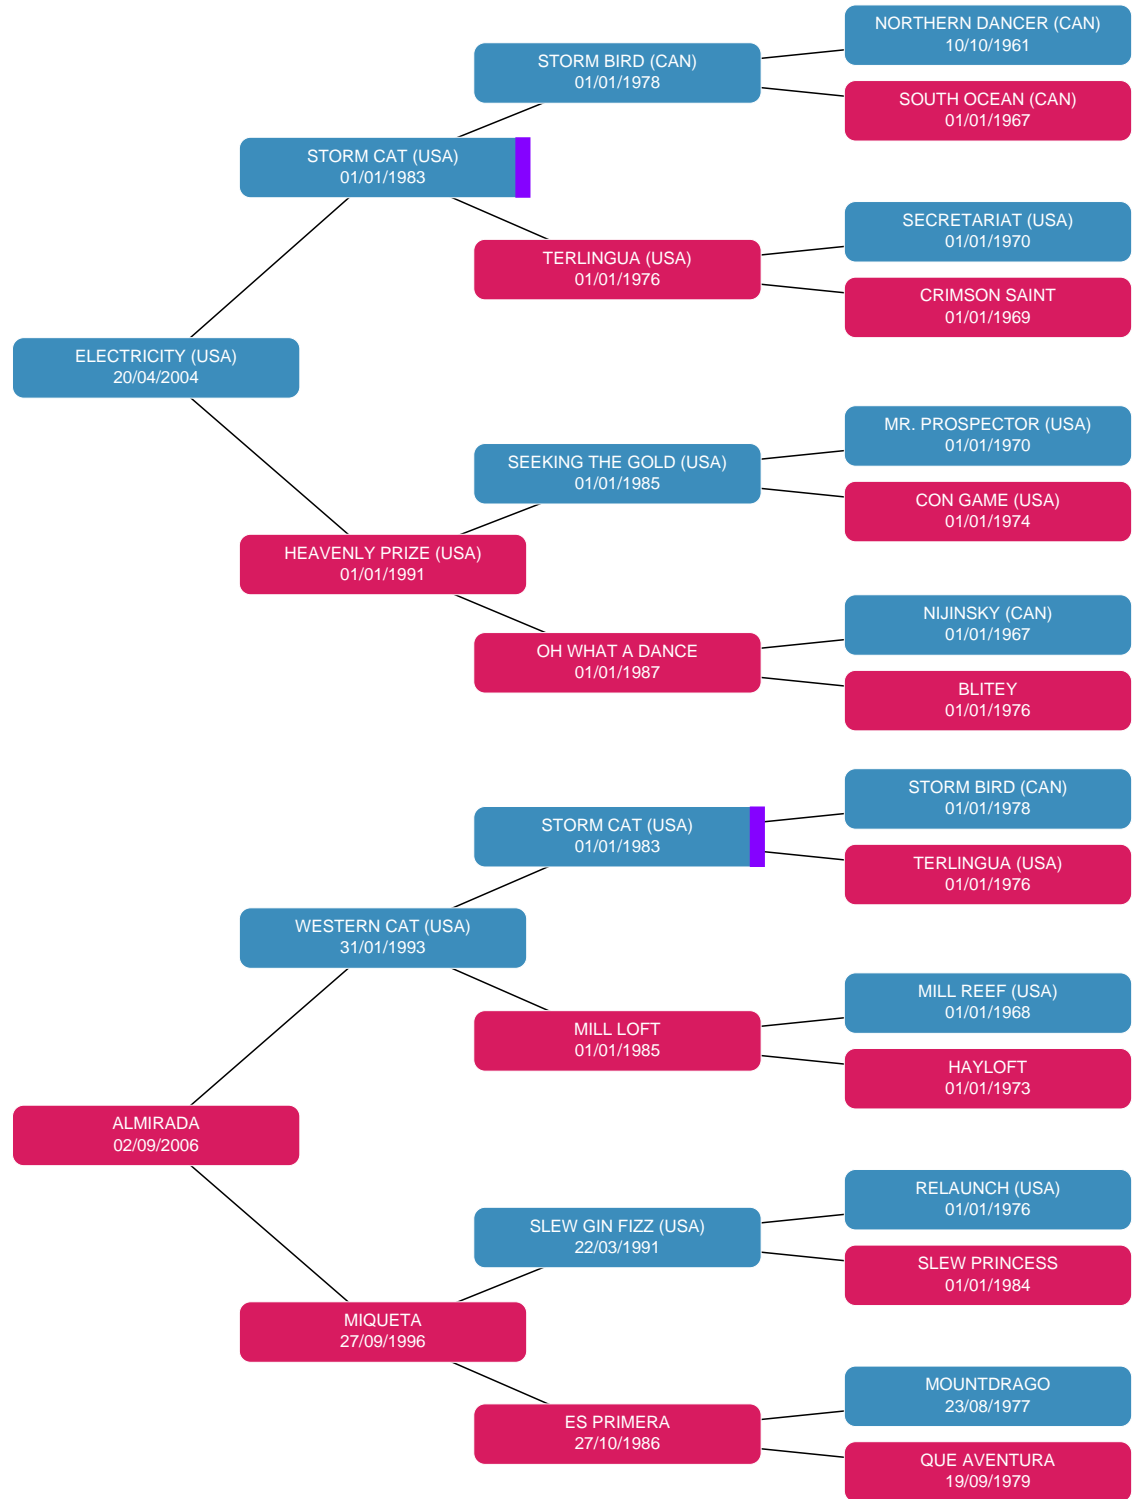 NORTHERN DANCER (CAN)
10/10/1961
STORM BIRD (CAN)
01/01/1978
SOUTH OCEAN (CAN)
01/01/1967
STORM CAT (USA)
01/01/1983
SECRETARIAT (USA)
01/01/1970
TERLINGUA (USA)
01/01/1976
CRIMSON SAINT
01/01/1969
ELECTRICITY (USA)
20/04/2004
MR. PROSPECTOR (USA)
01/01/1970
SEEKING THE GOLD (USA)
01/01/1985
CON GAME (USA)
01/01/1974
HEAVENLY PRIZE (USA)
01/01/1991
NIJINSKY (CAN)
01/01/1967
OH WHAT A DANCE
01/01/1987
BLITEY
01/01/1976
STORM BIRD (CAN)
01/01/1978
STORM CAT (USA)
01/01/1983
TERLINGUA (USA)
01/01/1976
WESTERN CAT (USA)
31/01/1993
MILL REEF (USA)
01/01/1968
MILL LOFT
01/01/1985
HAYLOFT
01/01/1973
ALMIRADA
02/09/2006
RELAUNCH (USA)
01/01/1976
SLEW GIN FIZZ (USA)
22/03/1991
SLEW PRINCESS
01/01/1984
MIQUETA
27/09/1996
MOUNTDRAGO
23/08/1977
ES PRIMERA
27/10/1986
QUE AVENTURA
19/09/1979